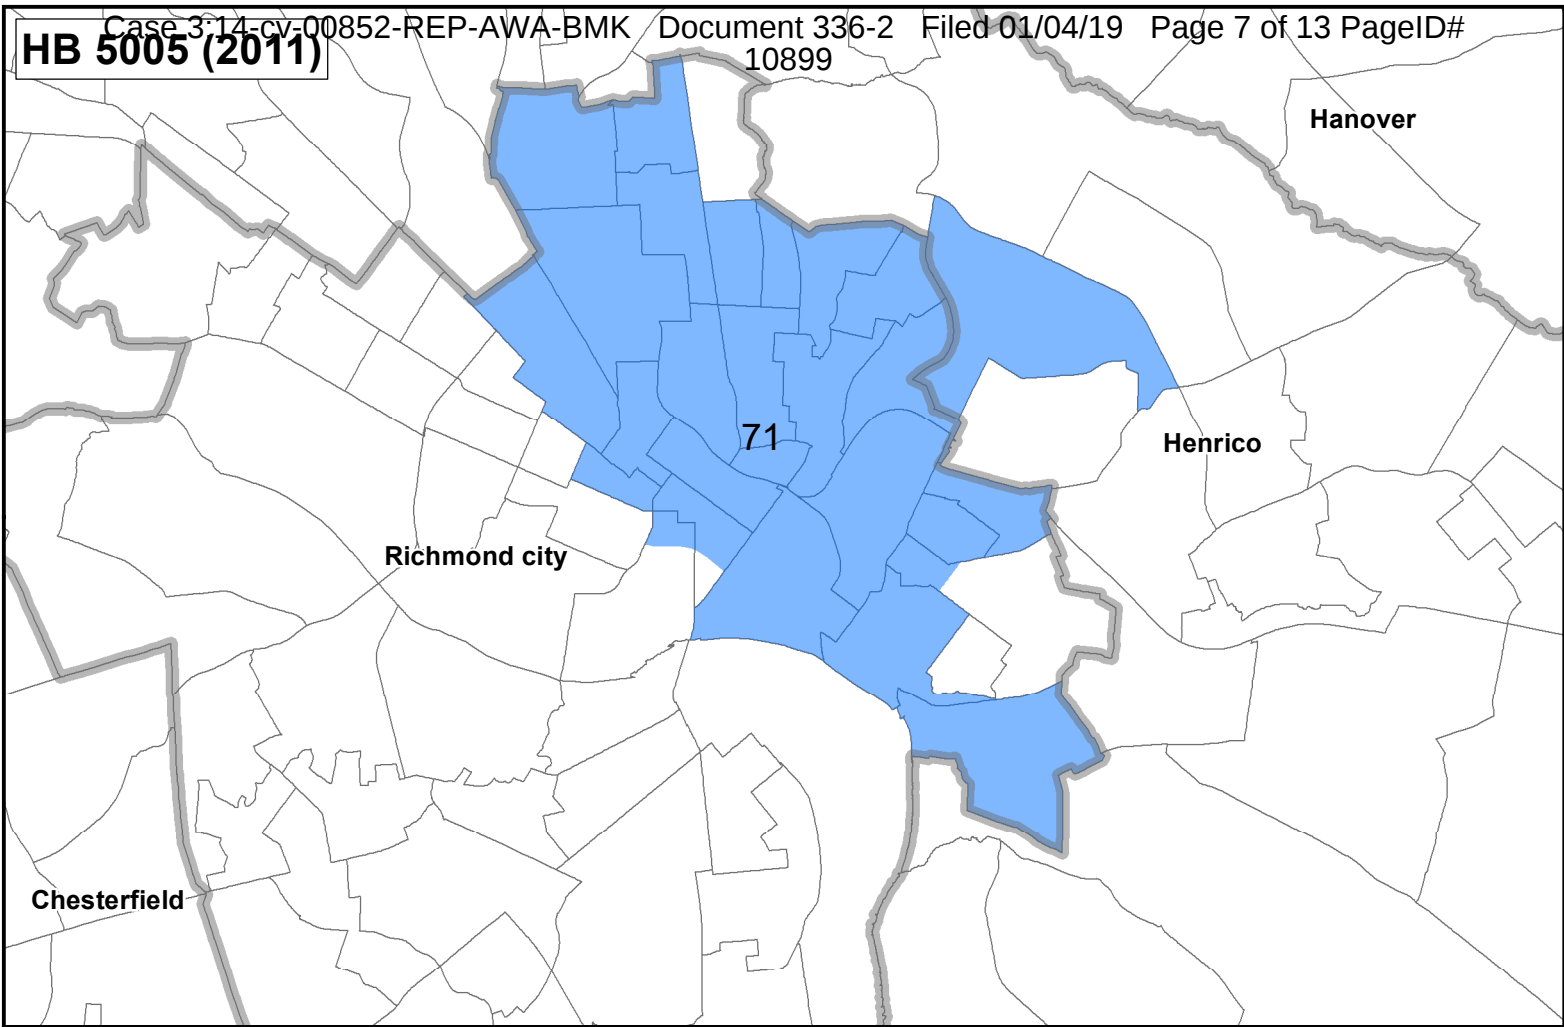 Case 3:14-cv-00852-REP-AWA-BMK Document 336-2 Filed 01/04/19 Page 7 of 13 PageID#
10899
HB 5005 (2011)
Hanover
71
Henrico
Richmond city
Chesterfield